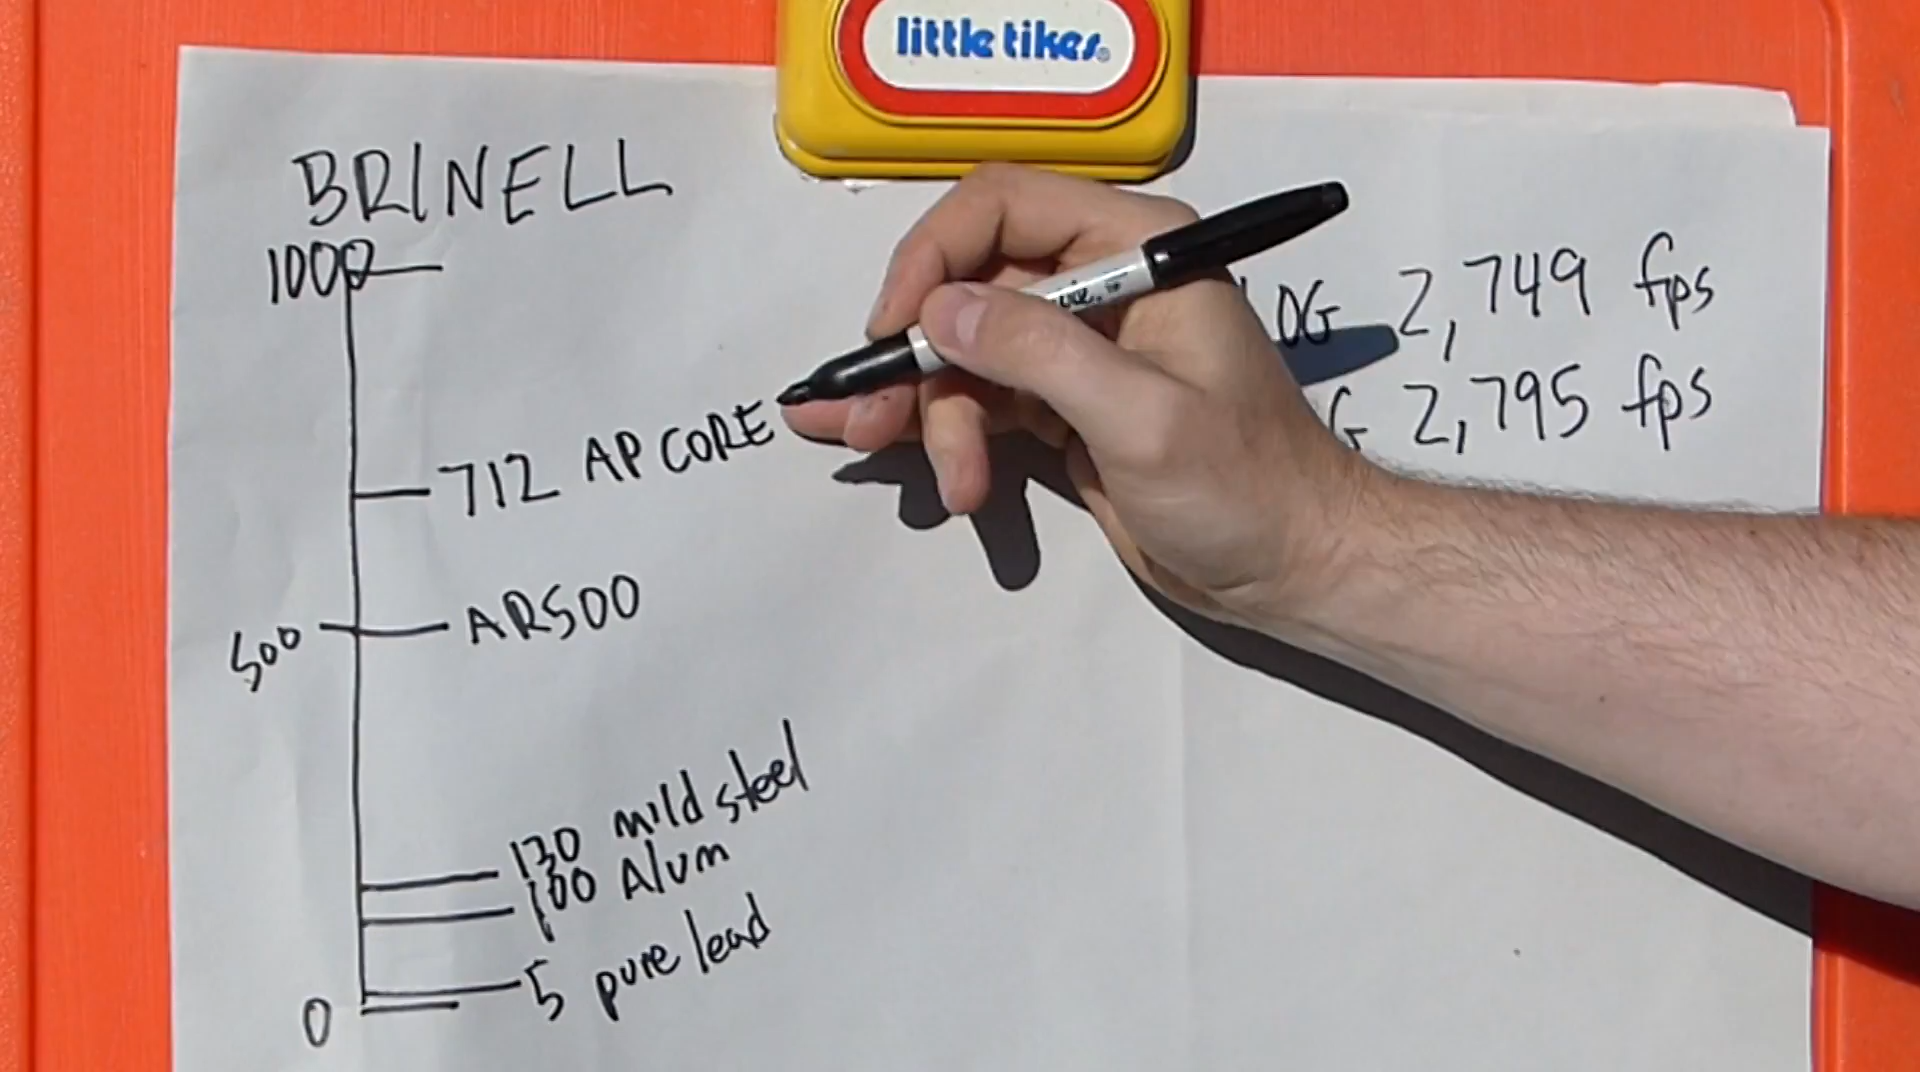 little tikes
BRINELL
1000
712 AP CORE
500 AR500
130 mild steel
100 Alum
5 pure lead
0
2,749 fps
2,795 fps